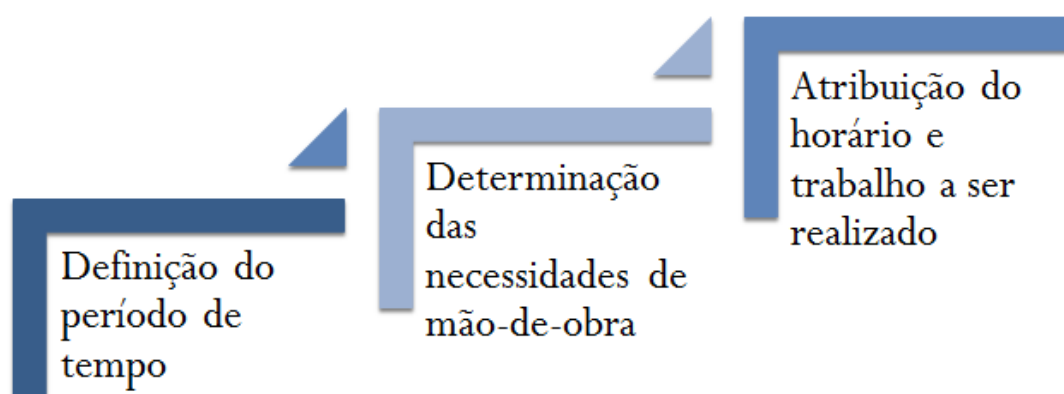 Definição do
período de
tempo
Determinação
das
necessidades de
mão-de-obra
Atribuição do
horário e
trabalho a ser
realizado